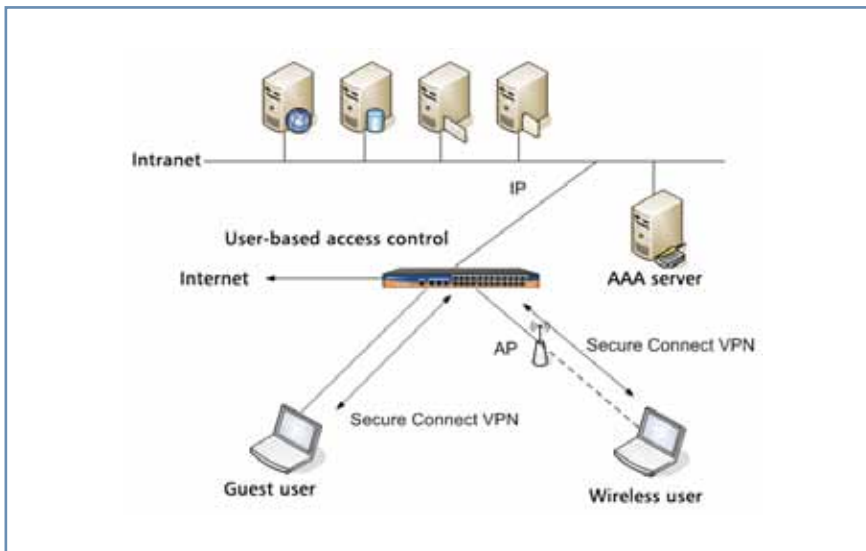 Intranet
IP
User-based access control
Internet
AAA server
AP
Secure Connect VPN
Secure Connect VPN
Guest user
Wireless user